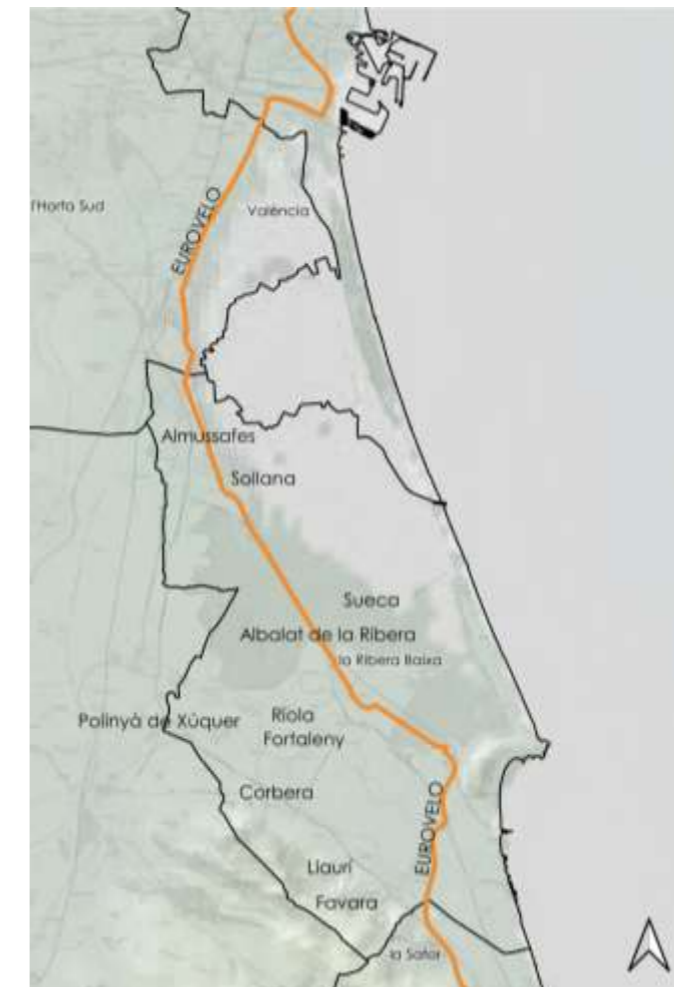 l'Horta Sud
València
EUROVELO
Almussafes
Sollana
Sueca
Albalat de la Ribera
la Ribera Baixa
Polinyà de Xúquer
Riola
Fortaleny
Corbera
EUROVELO
Llaurí
Favara
la Safor